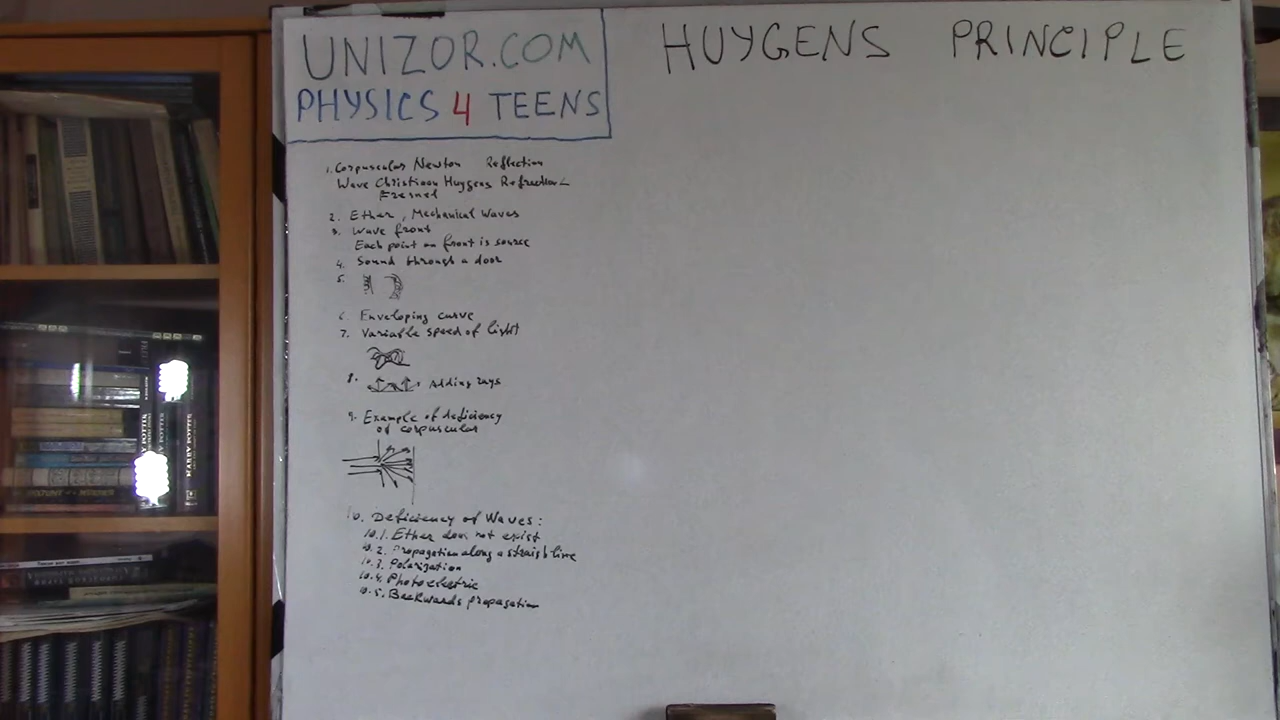 UNIZOR.COM
PHYSICS 4 TEENS
HUYGENS PRINCIPLE
1. Corpuscular Newton Reflection
Wave Christiaan Huygens Refraction
Fresnel
2. Ether, Mechanical Waves
3. Wave front
Each point on front is source
4. Sound through a door
5.
6. Enveloping curve
7. Variable speed of light
8. Adding rays
9. Example of deficiency
of corpuscular
10. Deficiency of Waves:
10.1. Ether does not exist
10.2. Propagation along a straight line
10.3. Polarization
10.4. Photoelectric
10.5. Backwards propagation
HARRY POTTER
HARRY POTTER